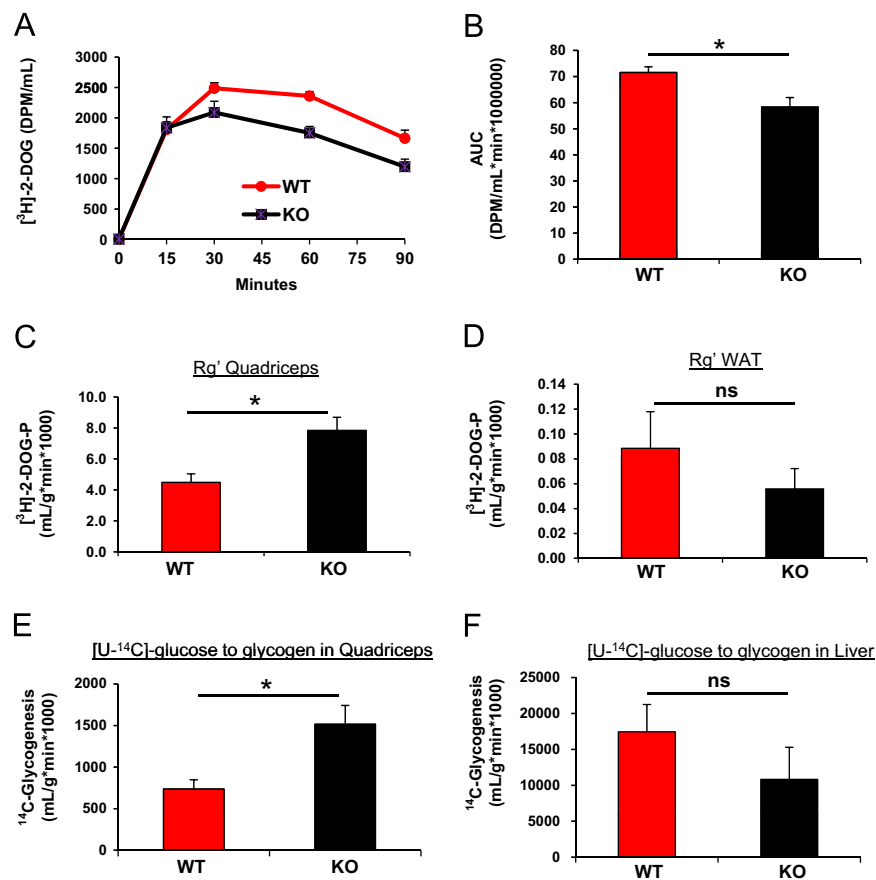 A
[³H]-2-DOG (DPM/mL)
3000
2500
2000
1500
1000
500
0
0 15 30 45 60 75 90
Minutes
WT
KO
B
AUC
(DPM/mL*min*1000000)
80
70
60
50
40
30
20
10
0
*
WT KO
C
Rg' Quadriceps
[³H]-2-DOG-P
(mL/g*min*1000)
10.0
8.0
6.0
4.0
2.0
0.0
*
WT KO
D
Rg' WAT
[³H]-2-DOG-P
(mL/g*min*1000)
0.14
0.12
0.10
0.08
0.06
0.04
0.02
0.00
ns
WT KO
E
[U-¹⁴C]-glucose to glycogen in Quadriceps
¹⁴C-Glycogenesis
(mL/g*min*1000)
2000
1500
1000
500
0
*
WT KO
F
[U-¹⁴C]-glucose to glycogen in Liver
¹⁴C-Glycogenesis
(mL/g*min*1000)
25000
20000
15000
10000
5000
0
ns
WT KO